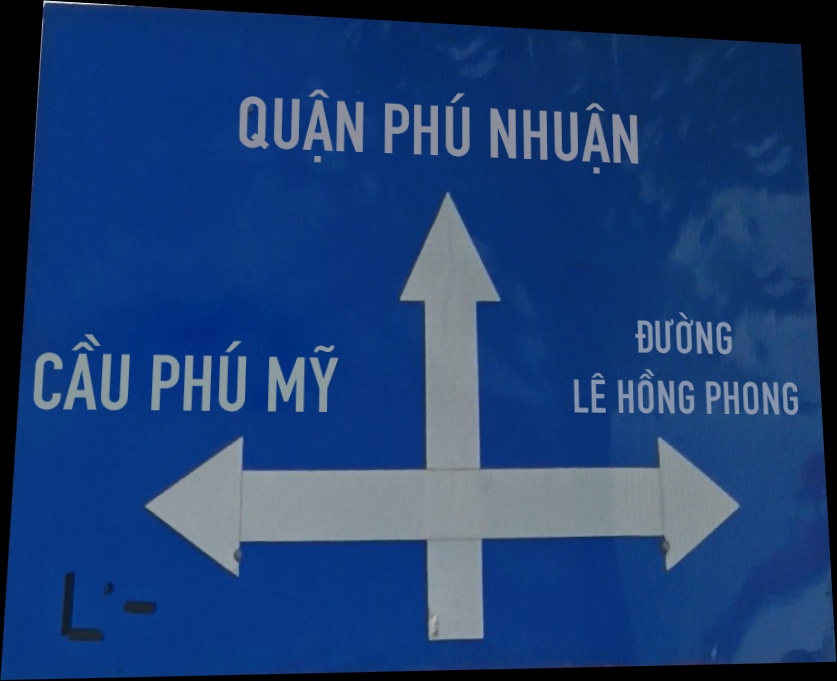 QUẬN PHÚ NHUẬN
CẦU PHÚ MỸ
ĐƯỜNG
LÊ HỒNG PHONG